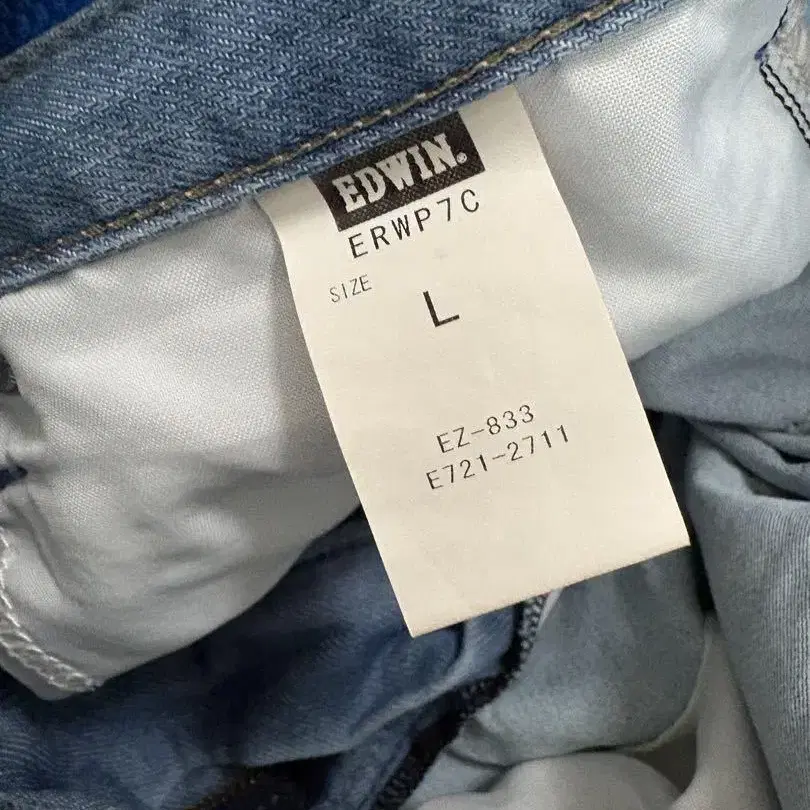 EDWIN®
ERWP7C
SIZE
L
EZ-833
E721-2711